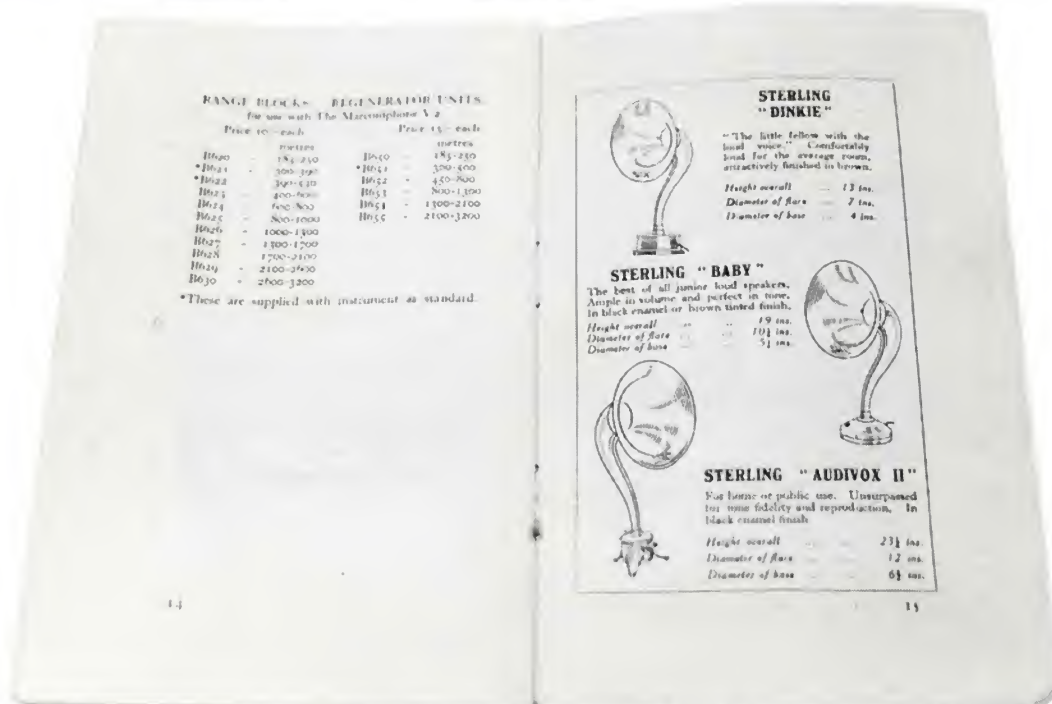 RANGE BLOCKS REGENERATOR UNITS
for use with The Marconiphone V2
Price 10/- each Price 15/- each
metres metres
B620 - 185-250 B650 - 185-250
*B621 - 300-390 *B651 - 300-500
*B622 - 390-520 B652 - 450-800
B623 - 400-600 B653 - 800-1300
B624 - 600-800 B654 - 1300-2100
B625 - 800-1000 B655 - 2100-3200
B626 - 1000-1300
B627 - 1300-1700
B628 - 1700-2100
B629 - 2100-2600
B630 - 2600-3200
*These are supplied with instrument as standard.
14
STERLING
"DINKIE"
"The little fellow with the
loud voice." Comfortably
loud for the average room,
attractively finished in brown.
Height overall ... 13 ins.
Diameter of flare ... 7 ins.
Diameter of base ... 4 ins.
STERLING "BABY"
The best of all junior loud speakers.
Ample in volume and perfect in tone.
In black enamel or brown tinted finish.
Height overall 19 ins.
Diameter of flare 10½ ins.
Diameter of base 5½ ins.
STERLING "AUDIVOX II"
For home or public use. Unsurpassed
for tone fidelity and reproduction. In
black enamel finish
Height overall 23½ ins.
Diameter of flare 12 ins.
Diameter of base 6½ ins.
15